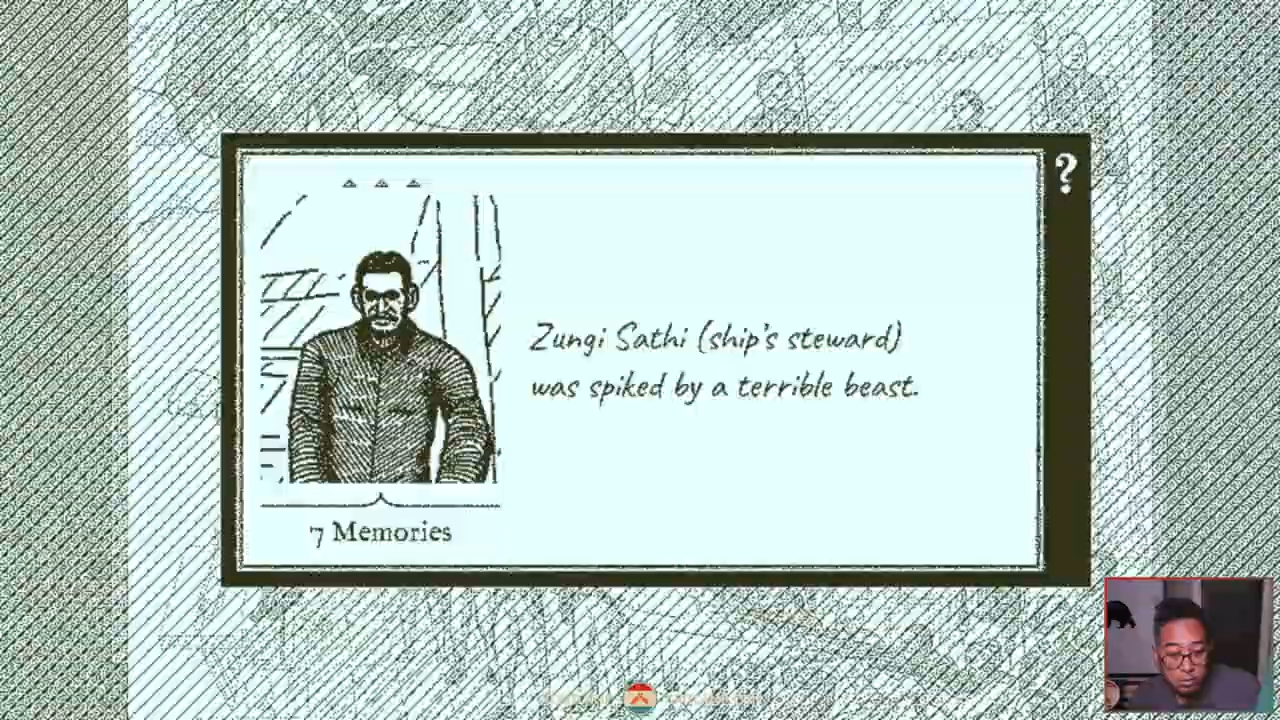 ?
Zungi Sathi (ship's steward)
was spiked by a terrible beast.
7 Memories